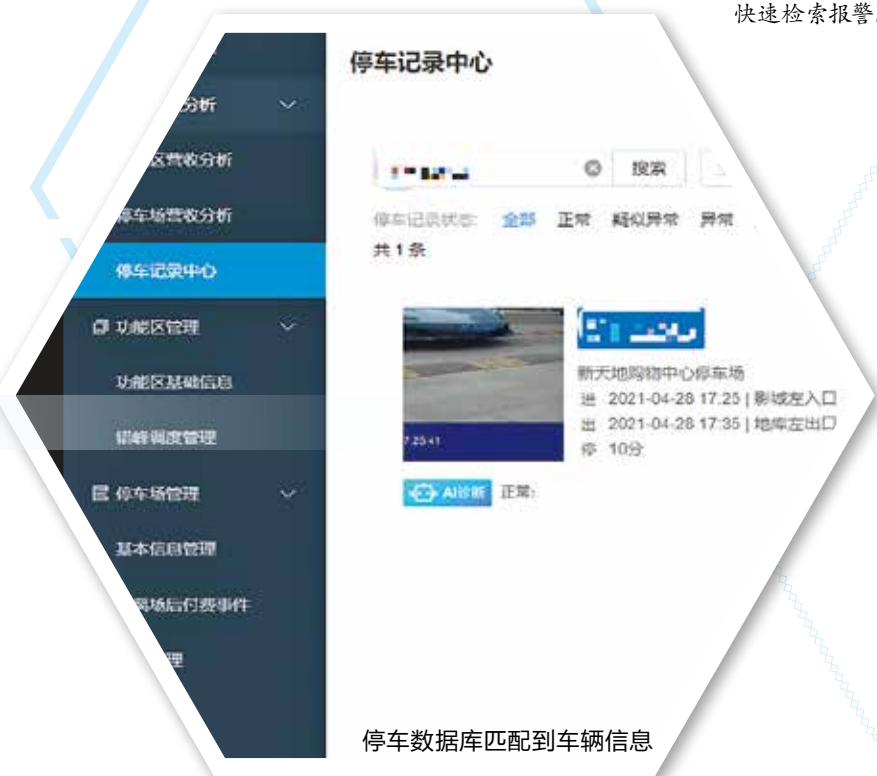 快速检索报警
停车记录中心
分析
区营收分析
停车场营收分析
停车记录中心
功能区管理
功能区基础信息
错峰调度管理
停车场管理
基本信息管理
离场后付费事件
理
搜索
停车记录状态: 全部 正常 疑似异常 异常
共 1 条
新天地购物中心停车场
进 2021-04-28 17:25 | 影城左入口
出 2021-04-28 17:35 | 地库左出口
停 10分
7:25:41
AI诊断 正常:
停车数据库匹配到车辆信息